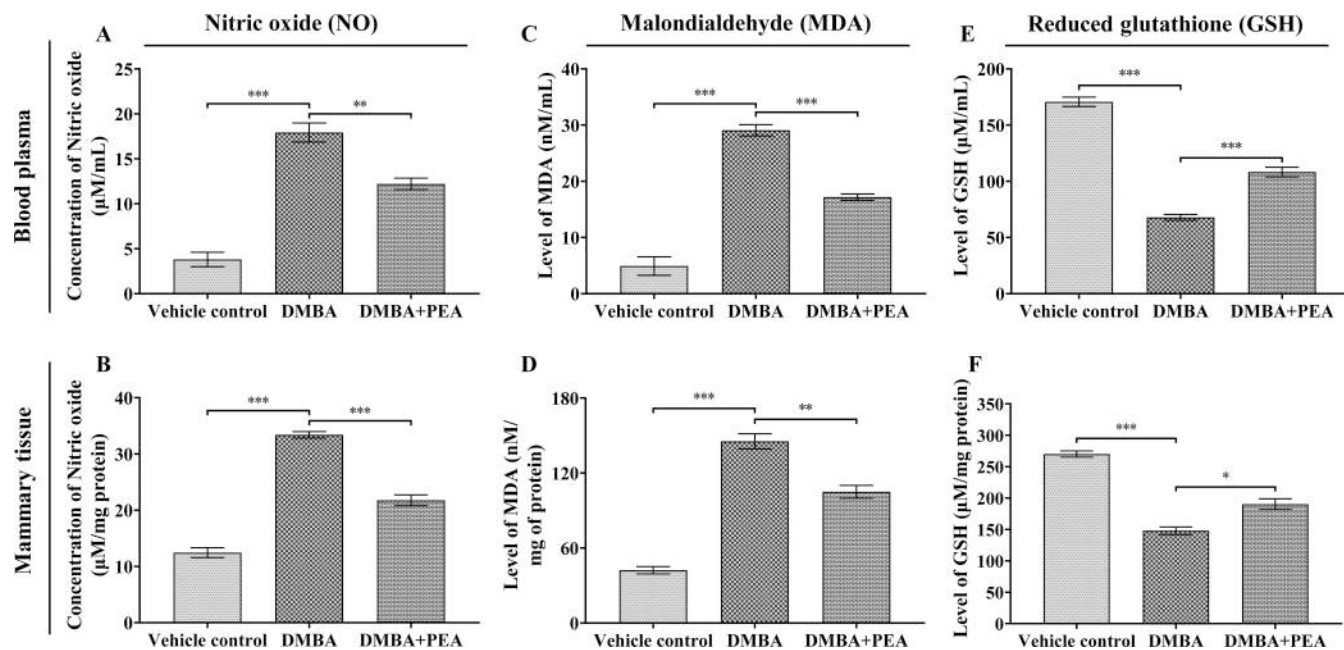 Nitric oxide (NO)
Malondialdehyde (MDA)
Reduced glutathione (GSH)
Blood plasma
A
Concentration of Nitric oxide
(µM/mL)
25
20
15
10
5
0
***
**
Vehicle control DMBA DMBA+PEA
C
Level of MDA (nM/mL)
40
30
20
10
0
***
***
Vehicle control DMBA DMBA+PEA
E
Level of GSH (µM/mL)
200
150
100
50
0
***
***
Vehicle control DMBA DMBA+PEA
Mammary tissue
B
Concentration of Nitric oxide
(µM/mg protein)
40
30
20
10
0
***
***
Vehicle control DMBA DMBA+PEA
D
Level of MDA (nM/
mg of protein)
180
120
60
0
***
**
Vehicle control DMBA DMBA+PEA
F
Level of GSH (µM/mg protein)
350
300
250
200
150
100
50
0
***
*
Vehicle control DMBA DMBA+PEA